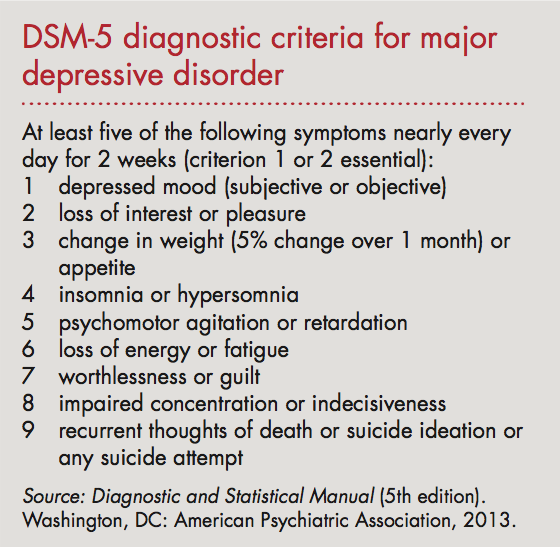 DSM-5 diagnostic criteria for major
depressive disorder
At least five of the following symptoms nearly every
day for 2 weeks (criterion 1 or 2 essential):
1 depressed mood (subjective or objective)
2 loss of interest or pleasure
3 change in weight (5% change over 1 month) or
appetite
4 insomnia or hypersomnia
5 psychomotor agitation or retardation
6 loss of energy or fatigue
7 worthlessness or guilt
8 impaired concentration or indecisiveness
9 recurrent thoughts of death or suicide ideation or
any suicide attempt
Source: Diagnostic and Statistical Manual (5th edition).
Washington, DC: American Psychiatric Association, 2013.